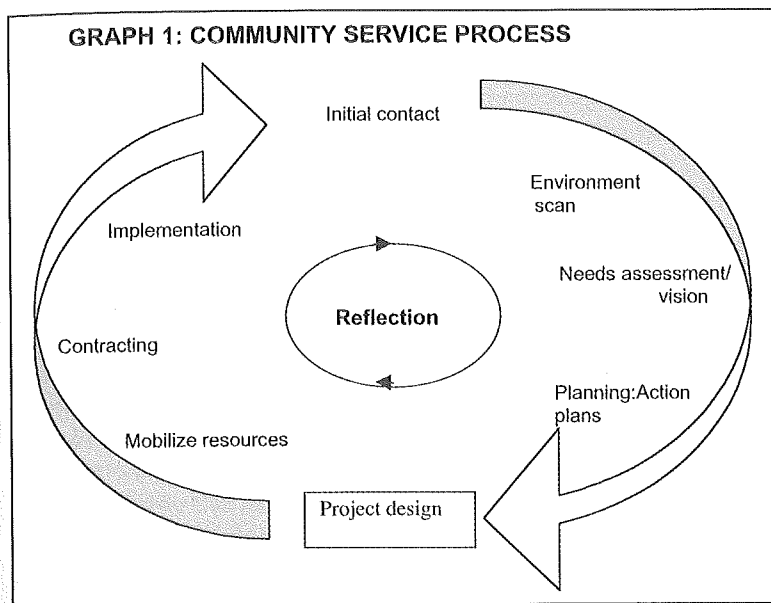 GRAPH 1: COMMUNITY SERVICE PROCESS
Initial contact
Environment
scan
Needs assessment/
vision
Planning:Action
plans
Project design
Mobilize resources
Contracting
Implementation
Reflection